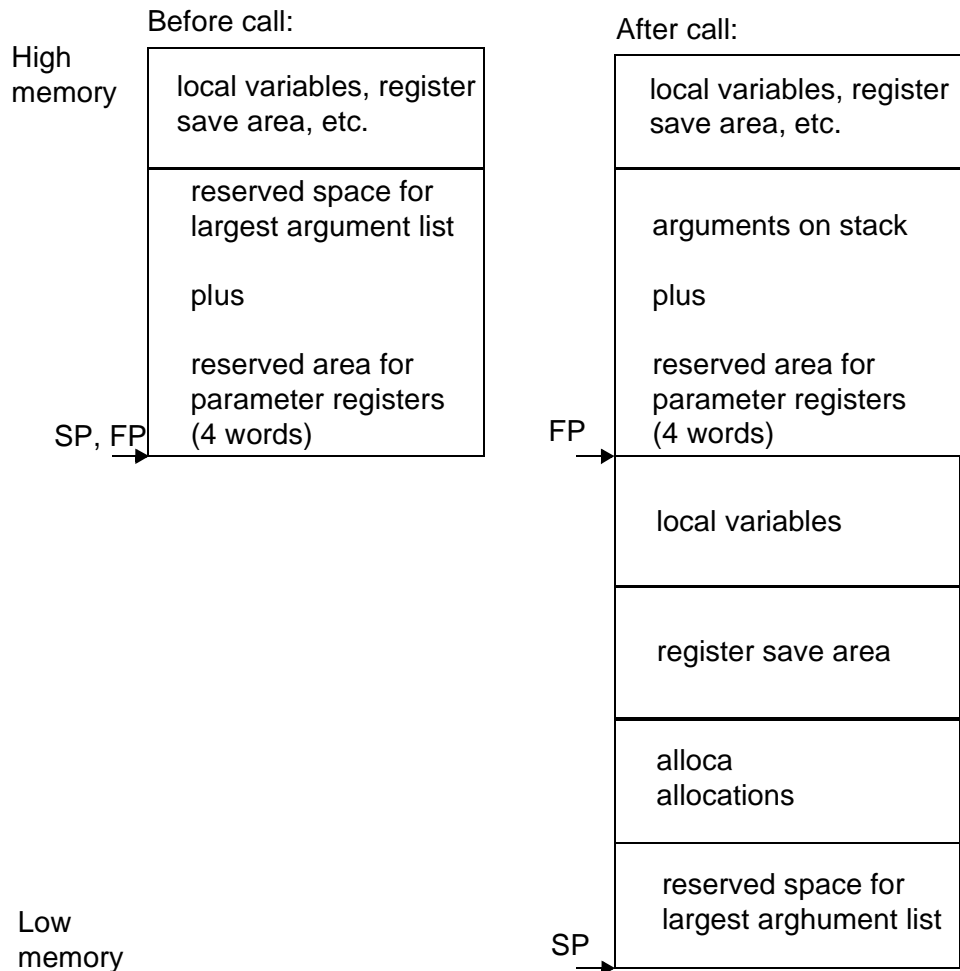 Before call:
High
memory
local variables, register
save area, etc.
reserved space for
largest argument list
plus
reserved area for
parameter registers
(4 words)
SP, FP
After call:
local variables, register
save area, etc.
arguments on stack
plus
reserved area for
parameter registers
(4 words)
FP
local variables
register save area
alloca
allocations
reserved space for
largest arghument list
SP
Low
memory